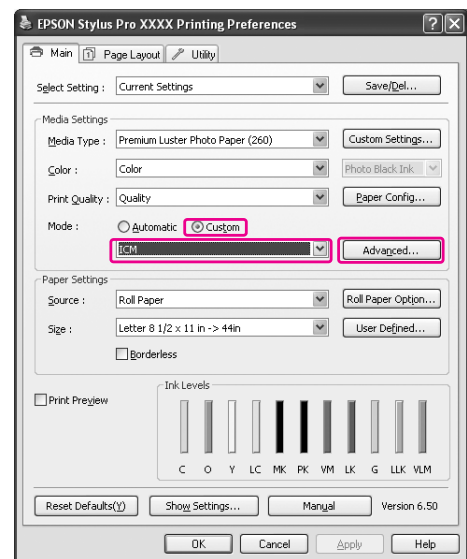 EPSON Stylus Pro XXXX Printing Preferences
Main Page Layout Utility
Select Setting : Current Settings Save/Del...
Media Settings
Media Type : Premium Luster Photo Paper (260) Custom Settings...
Color : Color Photo Black Ink
Print Quality : Quality Paper Config...
Mode : Automatic Custom
ICM Advanced...
Paper Settings
Source : Roll Paper Roll Paper Option...
Size : Letter 8 1/2 x 11 in -> 44in User Defined...
Borderless
Print Preview Ink Levels
C O Y LC MK PK VM LK G LLK VLM
Reset Defaults(Y) Show Settings... Manual Version 6.50
OK Cancel Apply Help